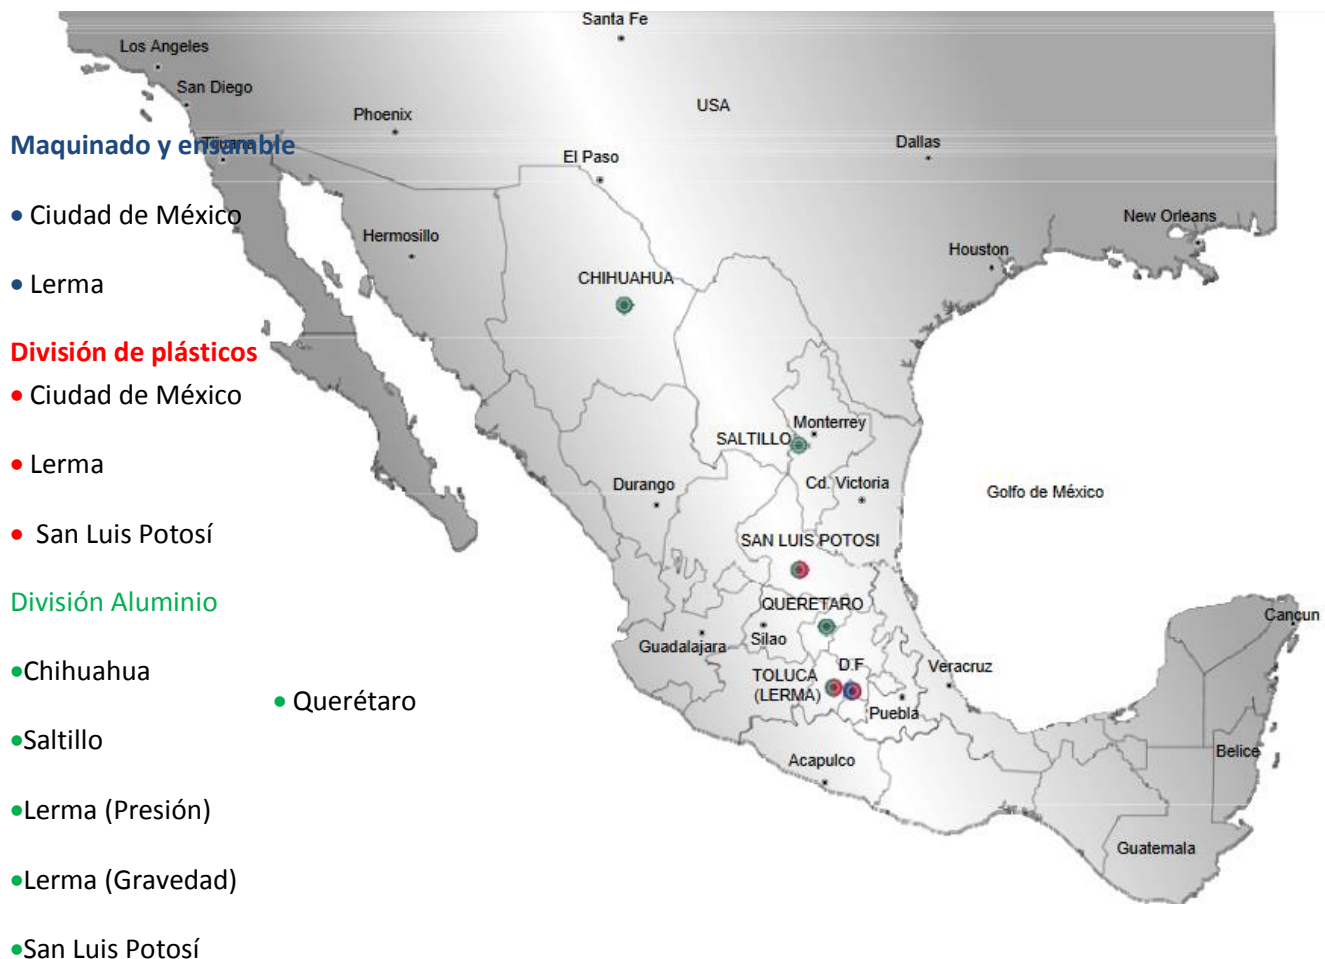 Santa Fe
Los Angeles
San Diego
USA
Phoenix
Dallas
Tijuana
Maquinado y ensamble
El Paso
• Ciudad de México
New Orleans
Hermosillo
Houston
• Lerma
CHIHUAHUA
División de plásticos
• Ciudad de México
Monterrey
SALTILLO
• Lerma
Durango
Cd. Victoria
Golfo de México
• San Luis Potosí
SAN LUIS POTOSI
División Aluminio
QUERETARO
Cancun
Silao
Guadalajara
•Chihuahua
D.F.
Veracruz
TOLUCA
(LERMA)
• Querétaro
Puebla
•Saltillo
Belice
Acapulco
•Lerma (Presión)
Guatemala
•Lerma (Gravedad)
•San Luis Potosí